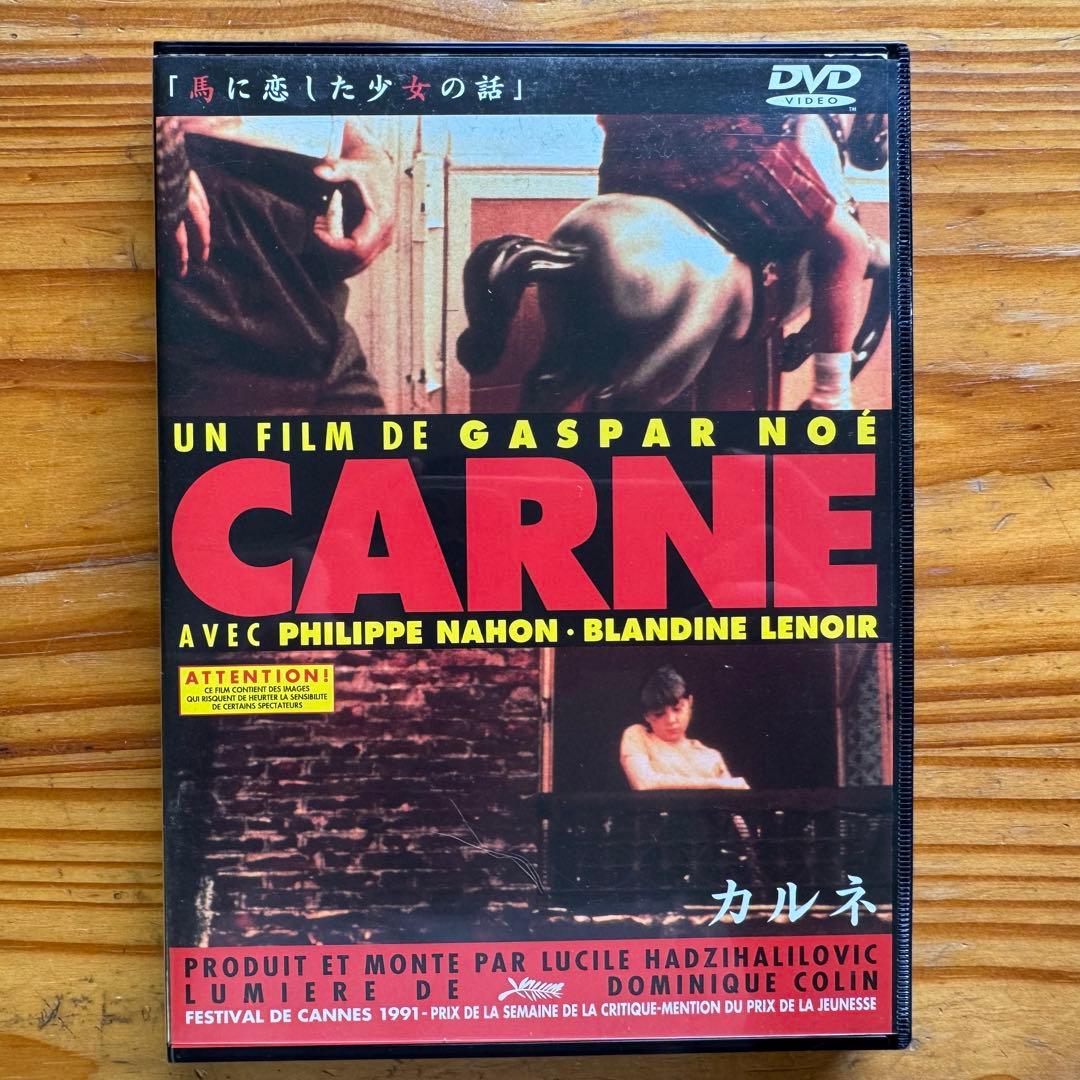 「馬に恋した少女の話」
DVD
VIDEO
TM
UN FILM DE GASPAR NOÉ
CARNE
AVEC PHILIPPE NAHON · BLANDINE LENOIR
ATTENTION!
CE FILM CONTIENT DES IMAGES
QUI RISQUENT DE HEURTER LA SENSIBILITE
DE CERTAINS SPECTATEURS
カルネ
PRODUIT ET MONTE PAR LUCILE HADZIHALILOVIC
LUMIERE DE DOMINIQUE COLIN
FESTIVAL DE CANNES 1991-PRIX DE LA SEMAINE DE LA CRITIQUE-MENTION DU PRIX DE LA JEUNESSE